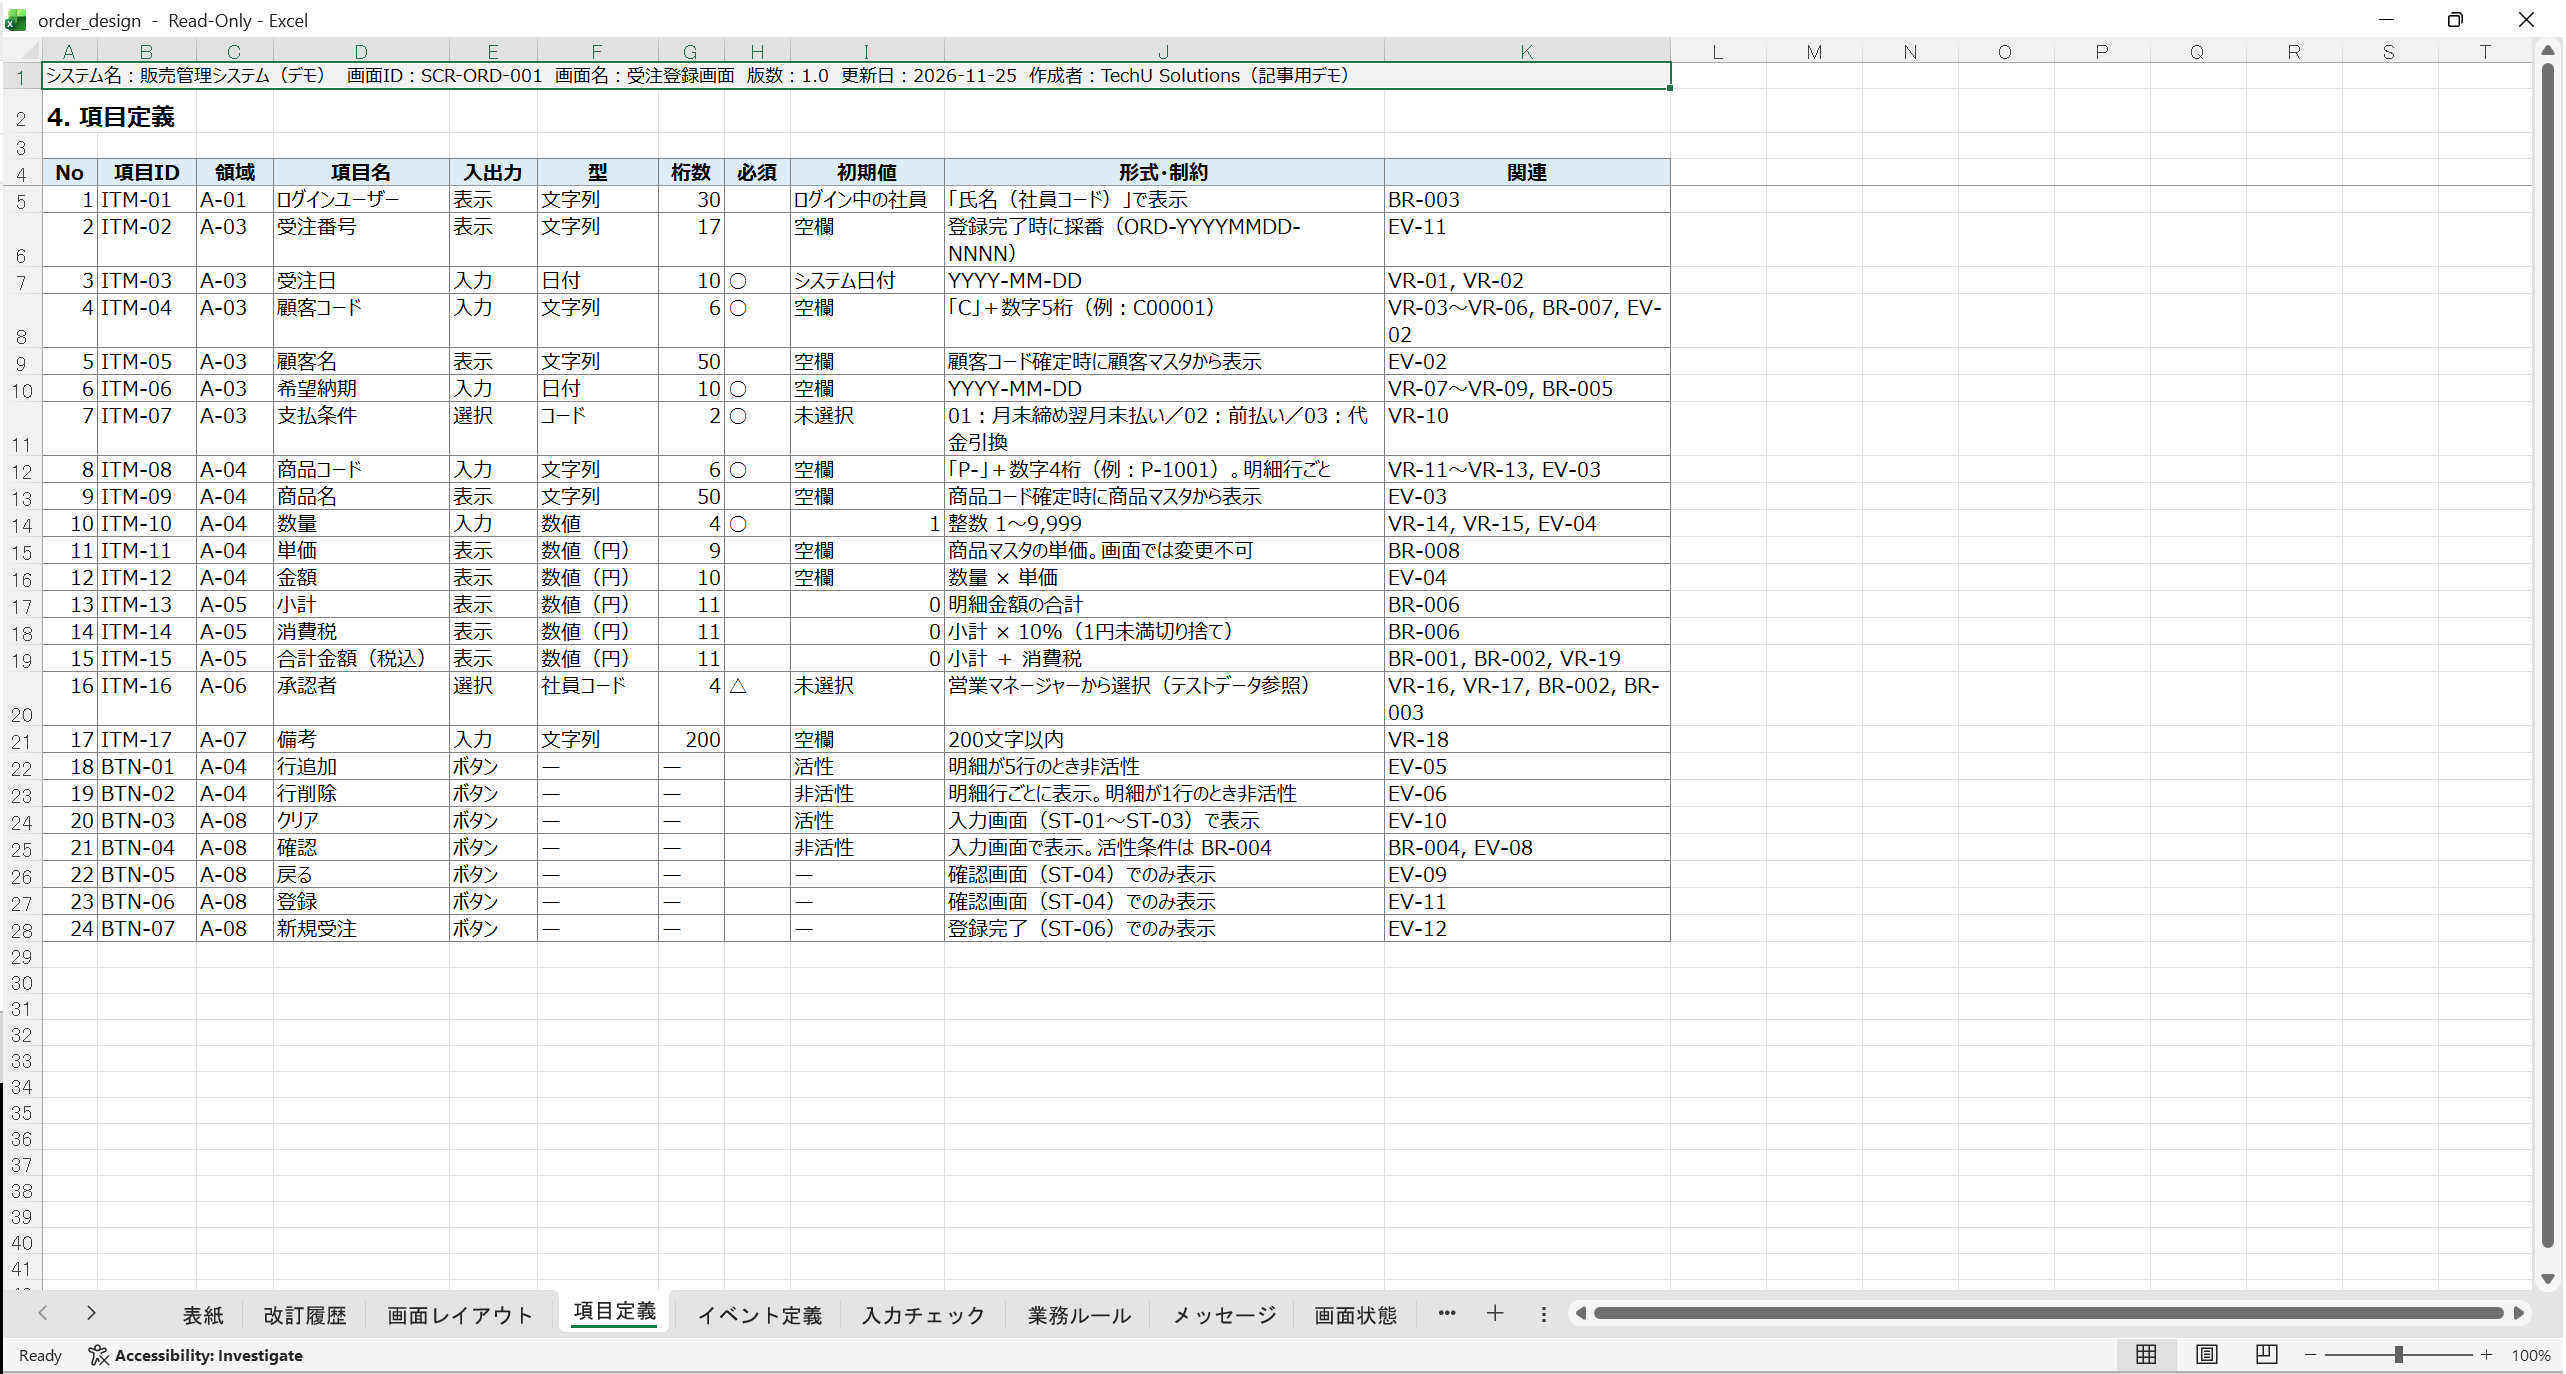 order_design - Read-Only - Excel
A B C D E F G H I J K L M N O P Q R S T
1 システム名：販売管理システム（デモ） 画面ID：SCR-ORD-001 画面名：受注登録画面 版数：1.0 更新日：2026-11-25 作成者：TechU Solutions（記事用デモ）
2 4. 項目定義
3
4 No 項目ID 領域 項目名 入出力 型 桁数 必須 初期値 形式・制約 関連
5 1 ITM-01 A-01 ログインユーザー 表示 文字列 30 ログイン中の社員 「氏名（社員コード）」で表示 BR-003
6 2 ITM-02 A-03 受注番号 表示 文字列 17 空欄 登録完了時に採番（ORD-YYYYMMDD- EV-11
NNNN）
7 3 ITM-03 A-03 受注日 入力 日付 10 ○ システム日付 YYYY-MM-DD VR-01, VR-02
8 4 ITM-04 A-03 顧客コード 入力 文字列 6 ○ 空欄 「C」＋数字5桁（例：C00001） VR-03～VR-06, BR-007, EV-
02
9 5 ITM-05 A-03 顧客名 表示 文字列 50 空欄 顧客コード確定時に顧客マスタから表示 EV-02
10 6 ITM-06 A-03 希望納期 入力 日付 10 ○ 空欄 YYYY-MM-DD VR-07～VR-09, BR-005
11 7 ITM-07 A-03 支払条件 選択 コード 2 ○ 未選択 01：月末締め翌月末払い／02：前払い／03：代 VR-10
金引換
12 8 ITM-08 A-04 商品コード 入力 文字列 6 ○ 空欄 「P-」＋数字4桁（例：P-1001）。明細行ごと VR-11～VR-13, EV-03
13 9 ITM-09 A-04 商品名 表示 文字列 50 空欄 商品コード確定時に商品マスタから表示 EV-03
14 10 ITM-10 A-04 数量 入力 数値 4 ○ 1 整数 1～9,999 VR-14, VR-15, EV-04
15 11 ITM-11 A-04 単価 表示 数値（円） 9 空欄 商品マスタの単価。画面では変更不可 BR-008
16 12 ITM-12 A-04 金額 表示 数値（円） 10 空欄 数量 × 単価 EV-04
17 13 ITM-13 A-05 小計 表示 数値（円） 11 0 明細金額の合計 BR-006
18 14 ITM-14 A-05 消費税 表示 数値（円） 11 0 小計 × 10%（1円未満切り捨て） BR-006
19 15 ITM-15 A-05 合計金額（税込） 表示 数値（円） 11 0 小計 ＋ 消費税 BR-001, BR-002, VR-19
20 16 ITM-16 A-06 承認者 選択 社員コード 4 △ 未選択 営業マネージャーから選択（テストデータ参照） VR-16, VR-17, BR-002, BR-
003
21 17 ITM-17 A-07 備考 入力 文字列 200 空欄 200文字以内 VR-18
22 18 BTN-01 A-04 行追加 ボタン — — 活性 明細が5行のとき非活性 EV-05
23 19 BTN-02 A-04 行削除 ボタン — — 非活性 明細行ごとに表示。明細が1行のとき非活性 EV-06
24 20 BTN-03 A-08 クリア ボタン — — 活性 入力画面（ST-01～ST-03）で表示 EV-10
25 21 BTN-04 A-08 確認 ボタン — — 非活性 入力画面で表示。活性条件は BR-004 BR-004, EV-08
26 22 BTN-05 A-08 戻る ボタン — — — 確認画面（ST-04）でのみ表示 EV-09
27 23 BTN-06 A-08 登録 ボタン — — — 確認画面（ST-04）でのみ表示 EV-11
28 24 BTN-07 A-08 新規受注 ボタン — — — 登録完了（ST-06）でのみ表示 EV-12
29
30
31
32
33
34
35
36
37
38
39
40
41
表紙 改訂履歴 画面レイアウト 項目定義 イベント定義 入力チェック 業務ルール メッセージ 画面状態 ···
Ready Accessibility: Investigate 100%